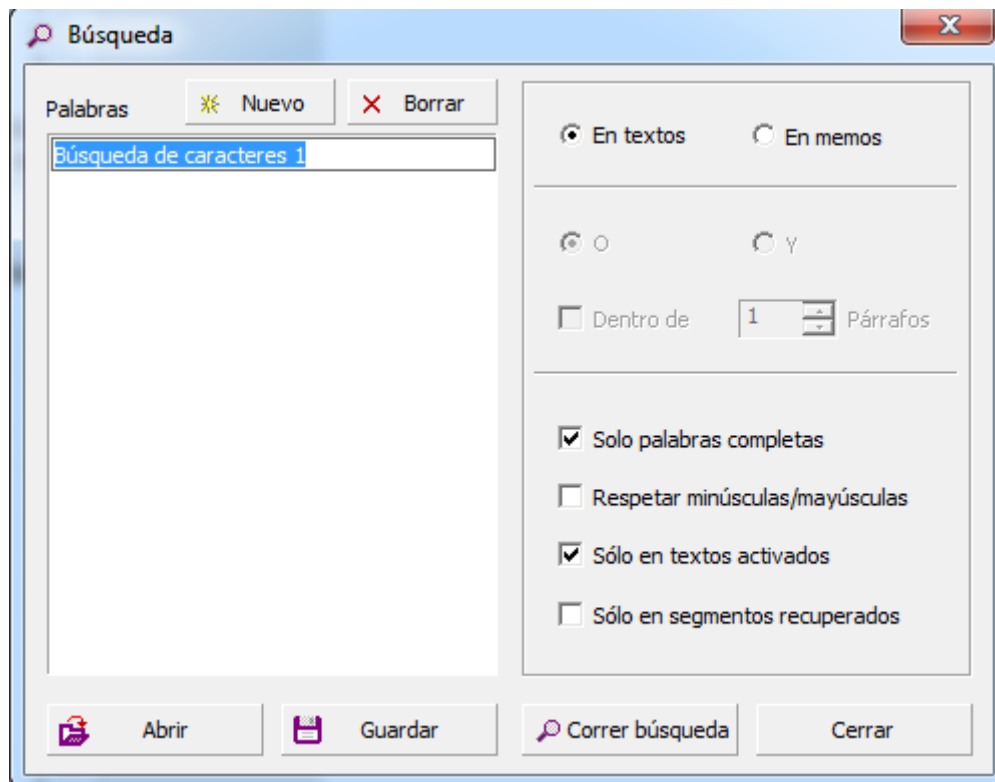 Búsqueda
Palabras
Nuevo
Borrar
Búsqueda de caracteres 1
En textos
En memos
O
Y
Dentro de
1
Párrafos
Solo palabras completas
Respetar minúsculas/mayúsculas
Sólo en textos activados
Sólo en segmentos recuperados
Abrir
Guardar
Correr búsqueda
Cerrar